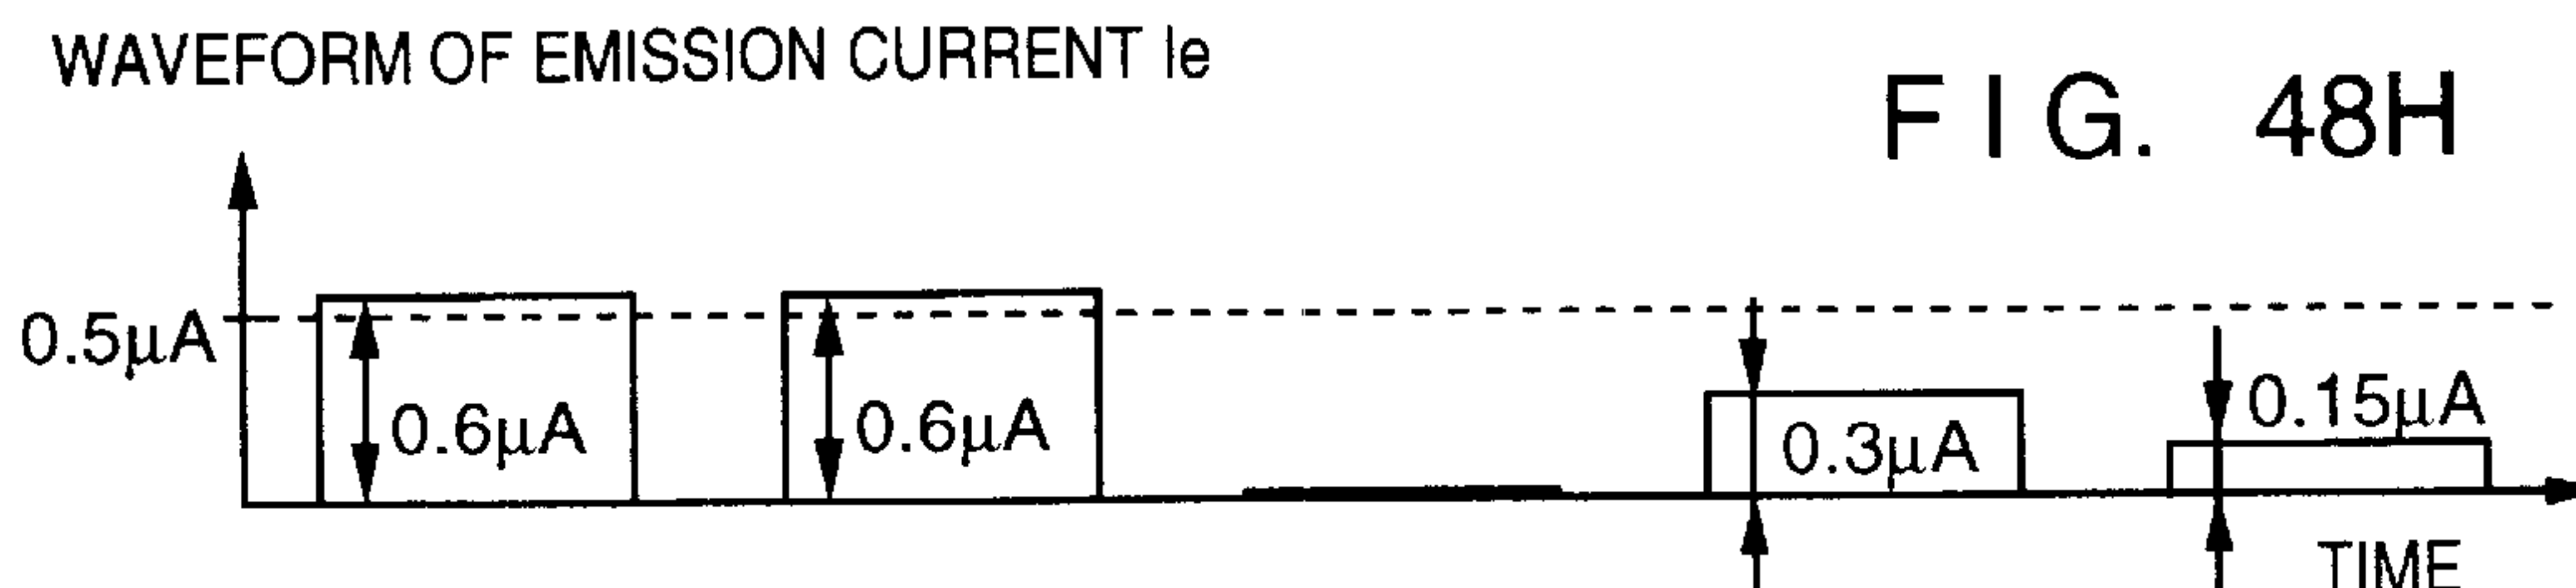 WAVEFORM OF EMISSION CURRENT Ie
FIG. 48H
0.5μA
0.6μA
0.6μA
0.3μA
0.15μA
TIME